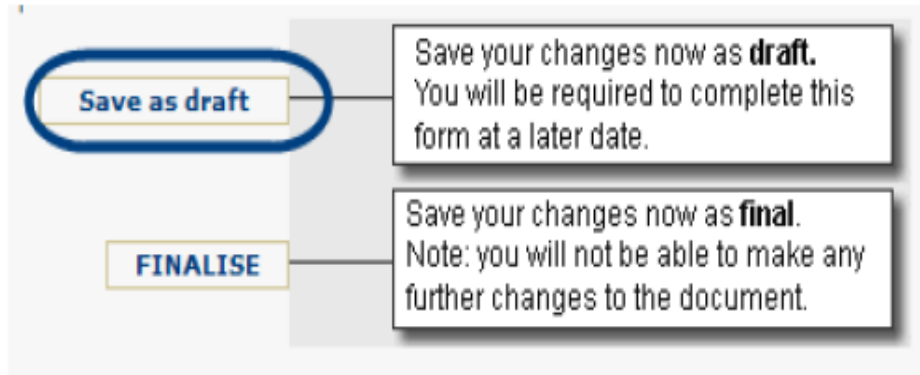 Save as draft
Save your changes now as draft.
You will be required to complete this
form at a later date.
FINALISE
Save your changes now as final.
Note: you will not be able to make any
further changes to the document.